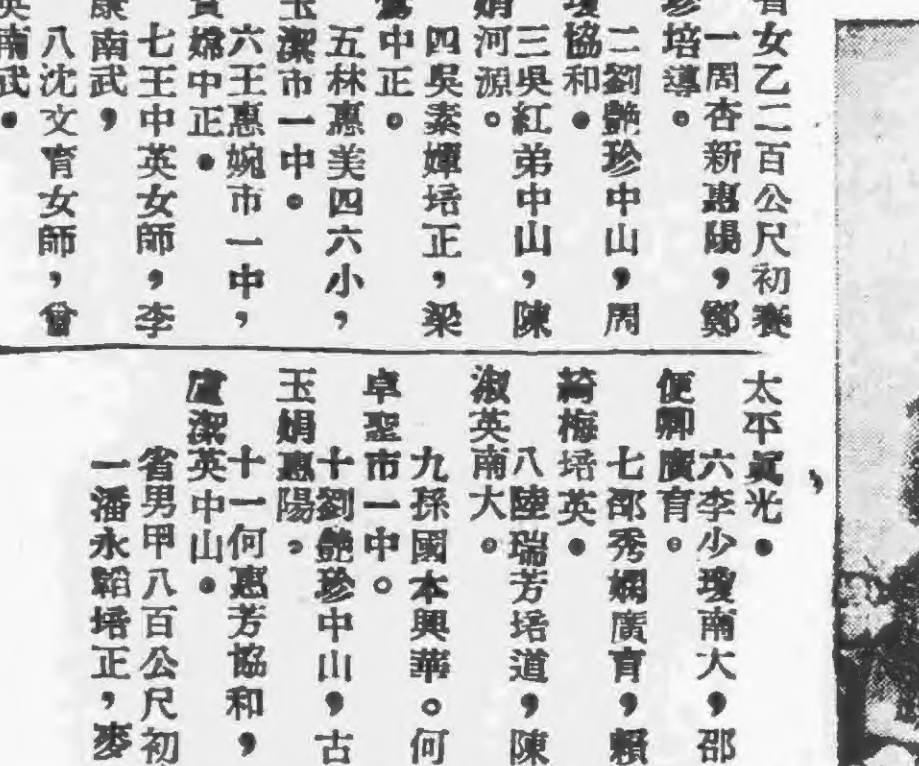 省女乙二百公尺初賽
一周杏新惠陽，鄭
珍培導。
二劉艷珍中山，周
瓊協和。
三吳紅弟中山，陳
娟河源。
四吳素嬋培正，梁
中正。
五林惠美四六小，
玉潔市一中。
六王惠婉市一中，
嫦中正。
七王中英女師，李
康南武，
八沈文育女師，曾
英南武。
太平真光。
六李少瓊南大，邵
便卿廣育。
七邵秀嫻廣育，賴
綺梅培英。
八陸瑞芳培道，陳
淑英南大。
九孫國本興華。何
卓聖市一中。
十劉艷珍中山，古
玉娟惠陽。
十一何惠芳協和，
盧潔英中山。
省男甲八百公尺初
一潘永韜培正，麥